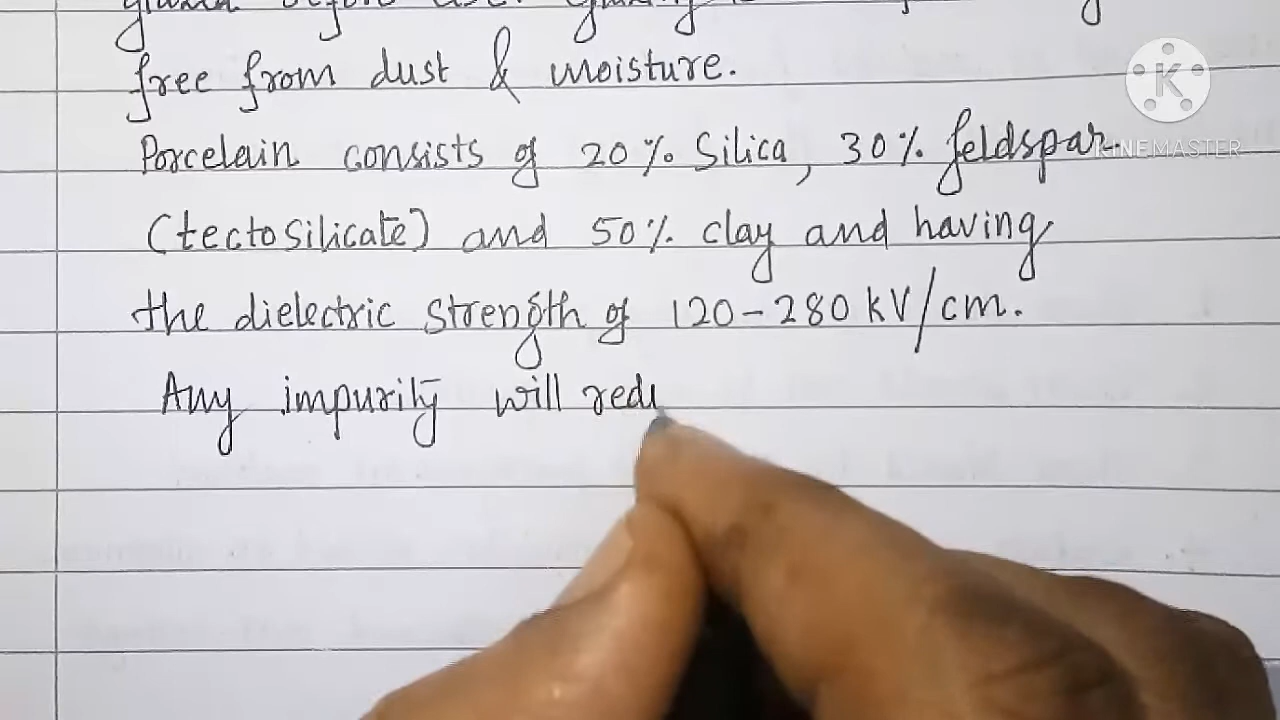 free from dust & moisture.
Porcelain consists of 20% Silica, 30% feldspar
(tectosilicate) and 50% clay and having
the dielectric strength of 120-280 kV/cm.
Any impurity will redu
K
KINEMASTER